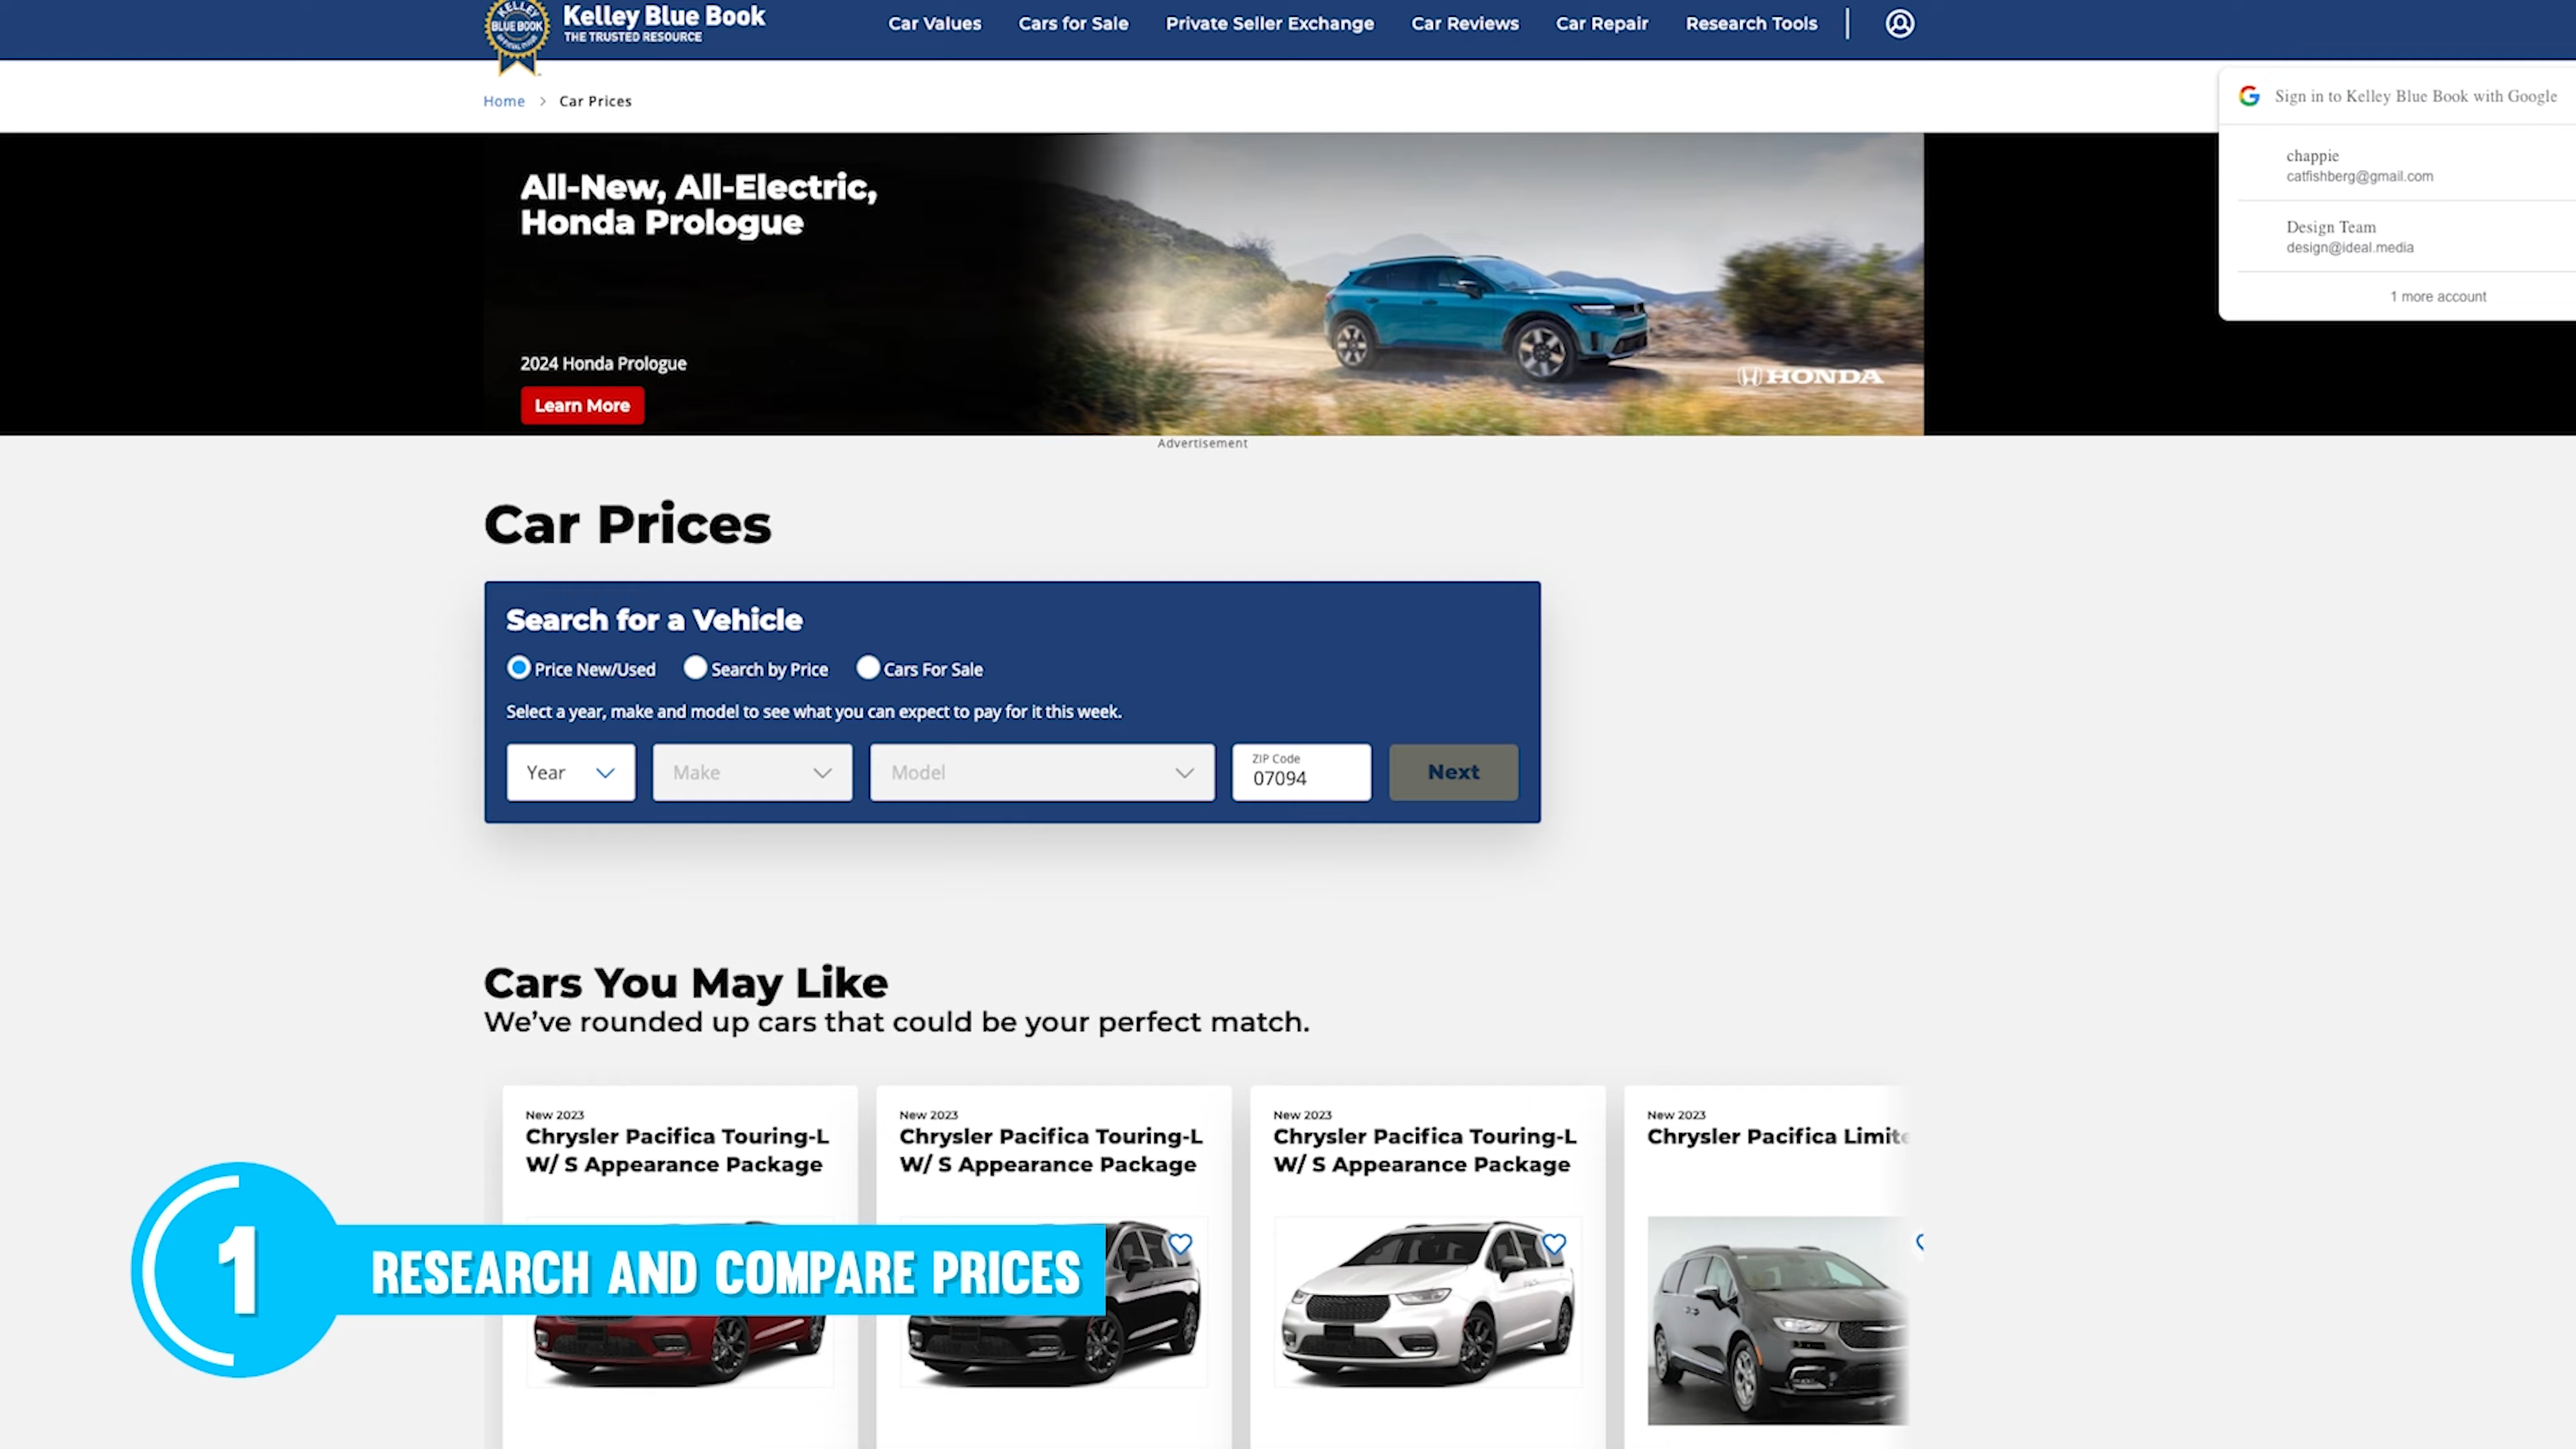 KELLEY
BLUE BOOK
Kelley Blue Book
THE TRUSTED RESOURCE
Car Values
Cars for Sale
Private Seller Exchange
Car Reviews
Car Repair
Research Tools
Home > Car Prices
Sign in to Kelley Blue Book with Google
chappie
catfishberg@gmail.com
Design Team
design@ideal.media
1 more account
All-New, All-Electric,
Honda Prologue
2024 Honda Prologue
Learn More
HONDA
Advertisement
Car Prices
Search for a Vehicle
Price New/Used
Search by Price
Cars For Sale
Select a year, make and model to see what you can expect to pay for it this week.
Year
Make
Model
ZIP Code
07094
Next
Cars You May Like
We've rounded up cars that could be your perfect match.
New 2023
Chrysler Pacifica Touring-L
W/ S Appearance Package
New 2023
Chrysler Pacifica Touring-L
W/ S Appearance Package
New 2023
Chrysler Pacifica Touring-L
W/ S Appearance Package
New 2023
Chrysler Pacifica Limite
1
RESEARCH AND COMPARE PRICES